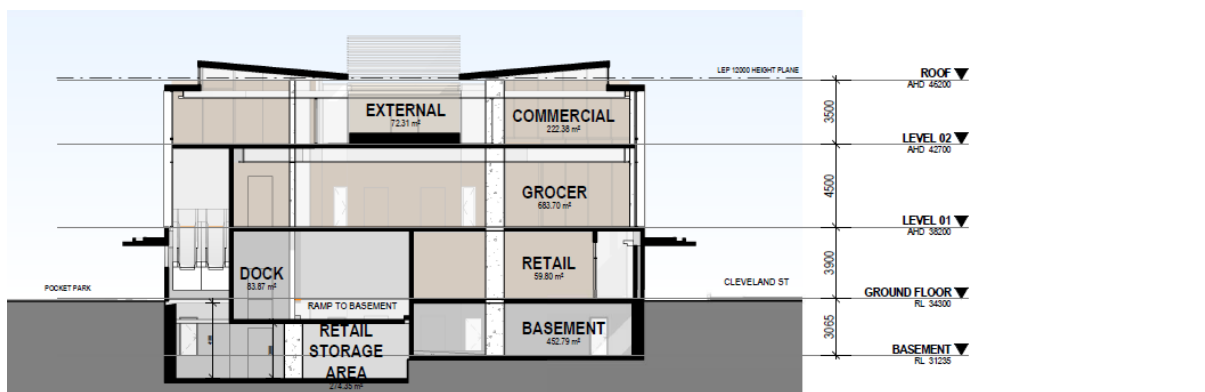 LEP 12000 HEIGHT PLANE
ROOF
AHD 46200
EXTERNAL
72.31 m²
COMMERCIAL
222.38 m²
3500
LEVEL 02
AHD 42700
GROCER
683.70 m²
4500
LEVEL 01
AHD 38200
DOCK
83.87 m²
RETAIL
59.80 m²
3900
POCKET PARK
CLEVELAND ST
GROUND FLOOR
RL 34300
RAMP TO BASEMENT
RETAIL
STORAGE
AREA
274.35 m²
BASEMENT
452.79 m²
3065
BASEMENT
RL 31235